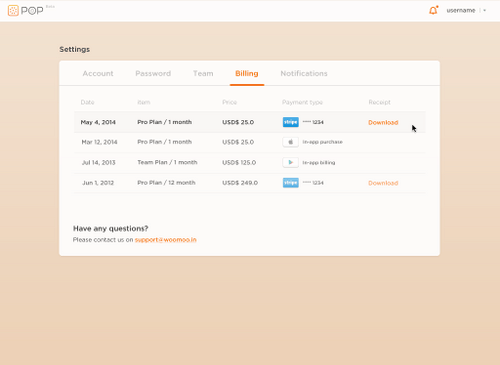 POP Beta
username
Settings
Account Password Team Billing Notifications
Date Item Price Payment type Receipt
May 4, 2014 Pro Plan / 1 month USD$ 25.0 stripe **** 1234 Download
Mar 12, 2014 Pro Plan / 1 month USD$ 25.0 In-app purchase
Jul 14, 2013 Team Plan / 1 month USD$ 125.0 In-app billing
Jun 1, 2012 Pro Plan / 12 month USD$ 249.0 stripe **** 1234 Download
Have any questions?
Please contact us on support@woomoo.in